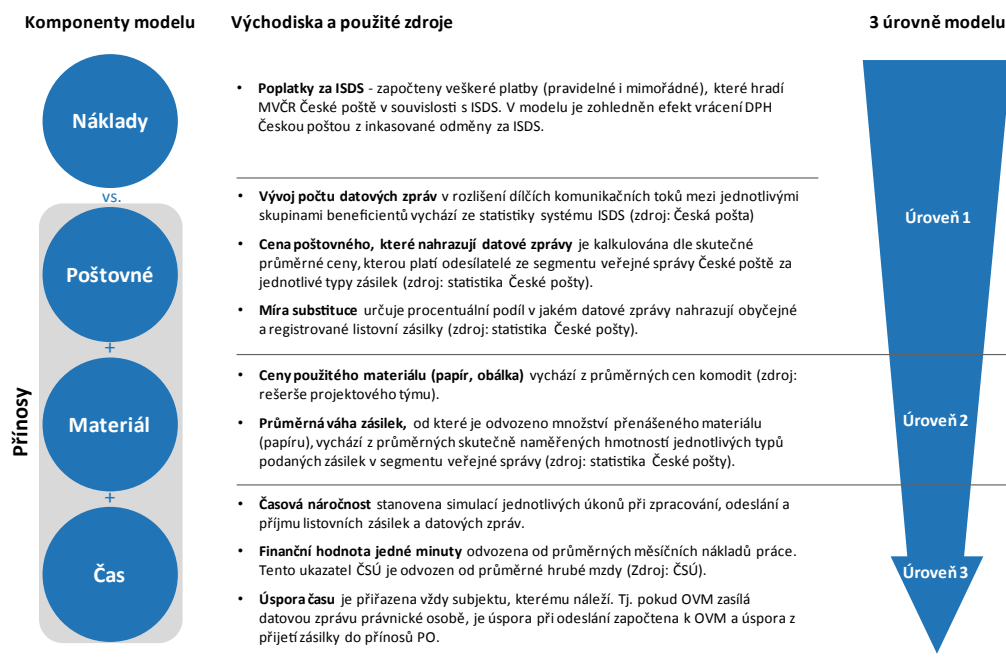 Komponenty modelu
Východiska a použité zdroje
3 úrovně modelu
Náklady
• Poplatky za ISDS - započteny veškeré platby (pravidelné i mimořádné), které hradí
MVČR České poště v souvislosti s ISDS. V modelu je zohledněn efekt vrácení DPH
Českou poštou z inkasované odměny za ISDS.
vs.
Přínosy
Poštovné
• Vývoj počtu datových zpráv v rozlišení dílčích komunikačních toků mezi jednotlivými
skupinami beneficientů vychází ze statistiky systému ISDS (zdroj: Česká pošta)
• Cena poštovného, které nahrazují datové zprávy je kalkulována dle skutečné
průměrné ceny, kterou platí odesílatelé ze segmentu veřejné správy České poště za
jednotlivé typy zásilek (zdroj: statistika České pošty).
• Míra substituce určuje procentuální podíl v jakém datové zprávy nahrazují obyčejné
a registrované listovní zásilky (zdroj: statistika České pošty).
Úroveň 1
+
Materiál
• Ceny použitého materiálu (papír, obálka) vychází z průměrných cen komodit (zdroj:
rešerše projektového týmu).
• Průměrná váha zásilek, od které je odvozeno množství přenášeného materiálu
(papíru), vychází z průměrných skutečně naměřených hmotností jednotlivých typů
podaných zásilek v segmentu veřejné správy (zdroj: statistika České pošty).
Úroveň 2
+
Čas
• Časová náročnost stanovena simulací jednotlivých úkonů při zpracování, odeslání a
příjmu listovních zásilek a datových zpráv.
• Finanční hodnota jedné minuty odvozena od průměrných měsíčních nákladů práce.
Tento ukazatel ČSÚ je odvozen od průměrné hrubé mzdy (Zdroj: ČSÚ).
• Úspora času je přiřazena vždy subjektu, kterému náleží. Tj. pokud OVM zasílá
datovou zprávu právnické osobě, je úspora při odeslání započtena k OVM a úspora z
přijetí zásilky do přínosů PO.
Úroveň 3